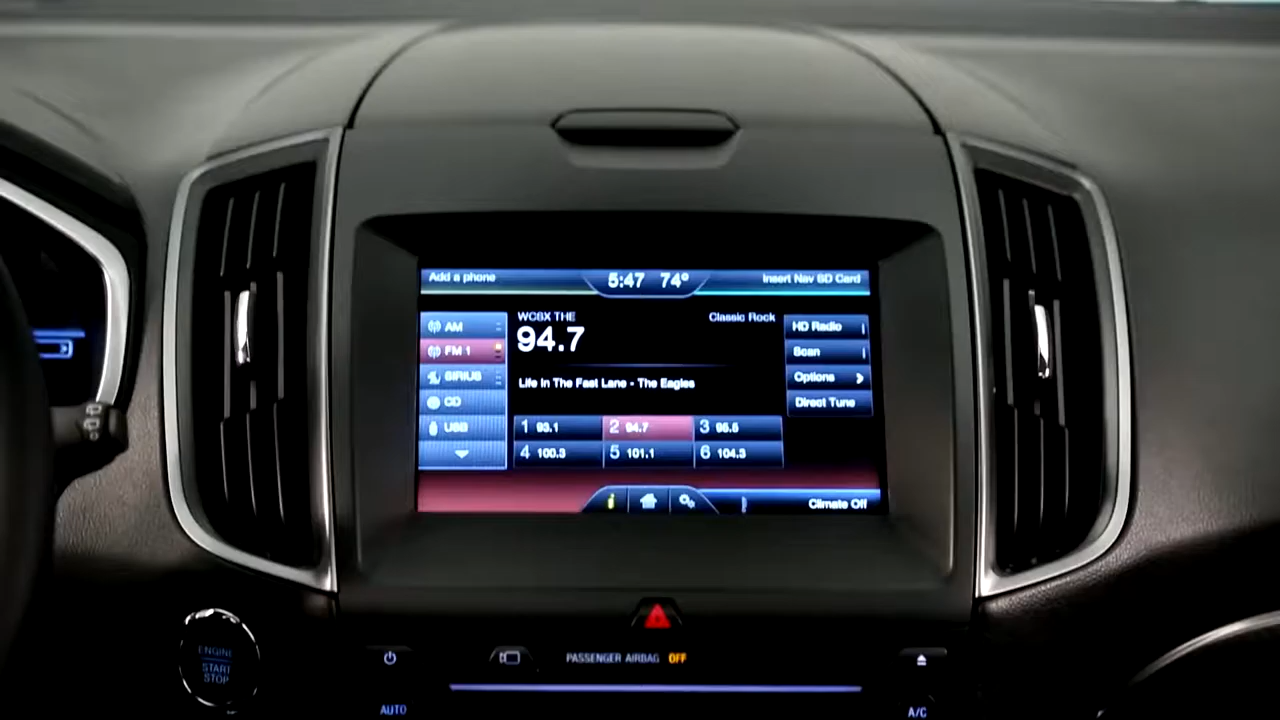 Add a phone
5:47 74°
Insert Nav SD Card
AM
FM 1
SIRIUS
CD
USB
WCSX THE
94.7
Classic Rock
Life In The Fast Lane - The Eagles
HD Radio
Scan
Options
Direct Tune
1 93.1 2 94.7 3 95.5
4 100.3 5 101.1 6 104.3
Climate Off
ENGINE
START
STOP
PASSENGER AIRBAG OFF
AUTO
A/C